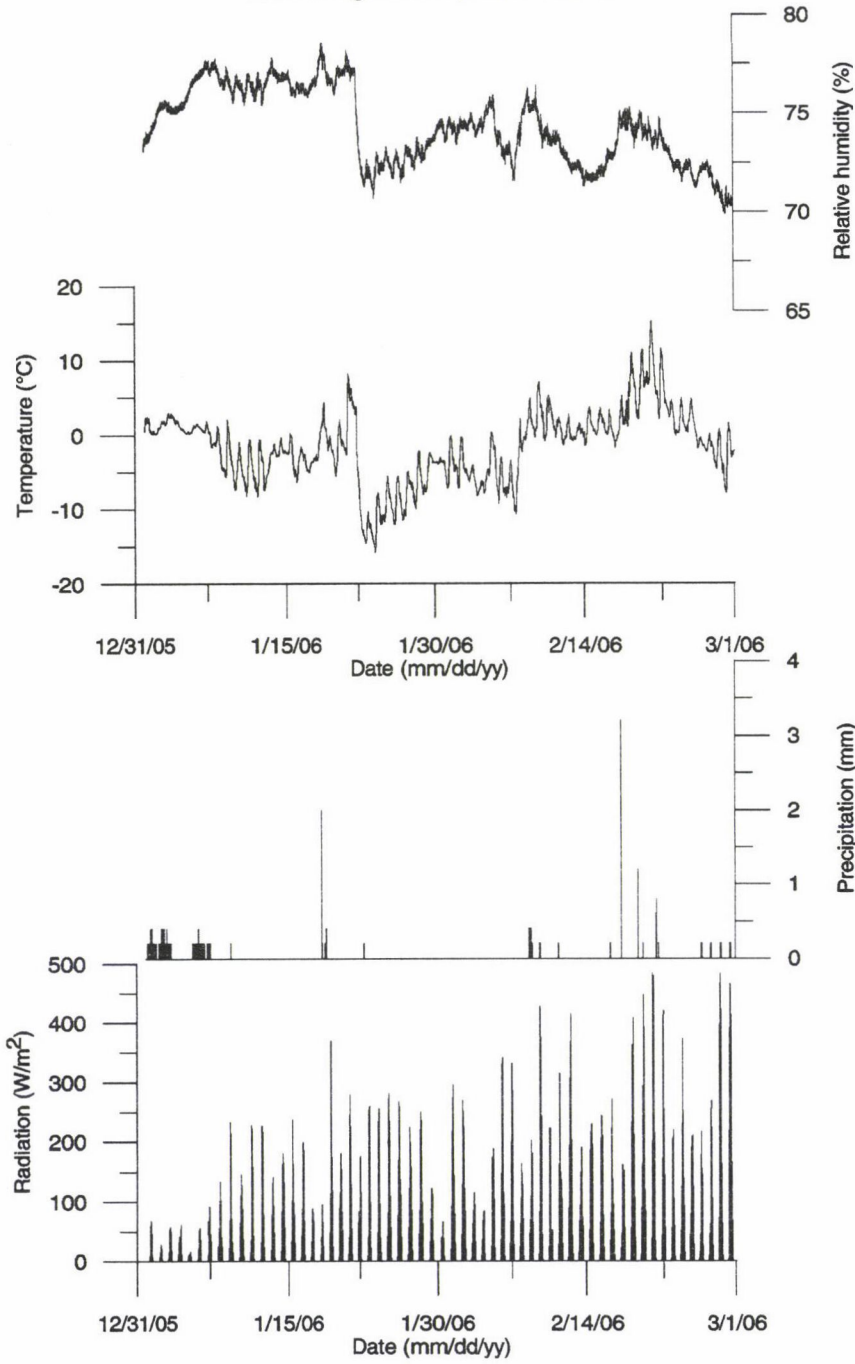 80
75
70
65
Relative humidity (%)
20
10
0
-10
-20
Temperature (°C)
12/31/05 1/15/06 1/30/06 2/14/06 3/1/06
Date (mm/dd/yy)
4
3
2
1
0
Precipitation (mm)
500
400
300
200
100
0
Radiation (W/m²)
12/31/05 1/15/06 1/30/06 2/14/06 3/1/06
Date (mm/dd/yy)